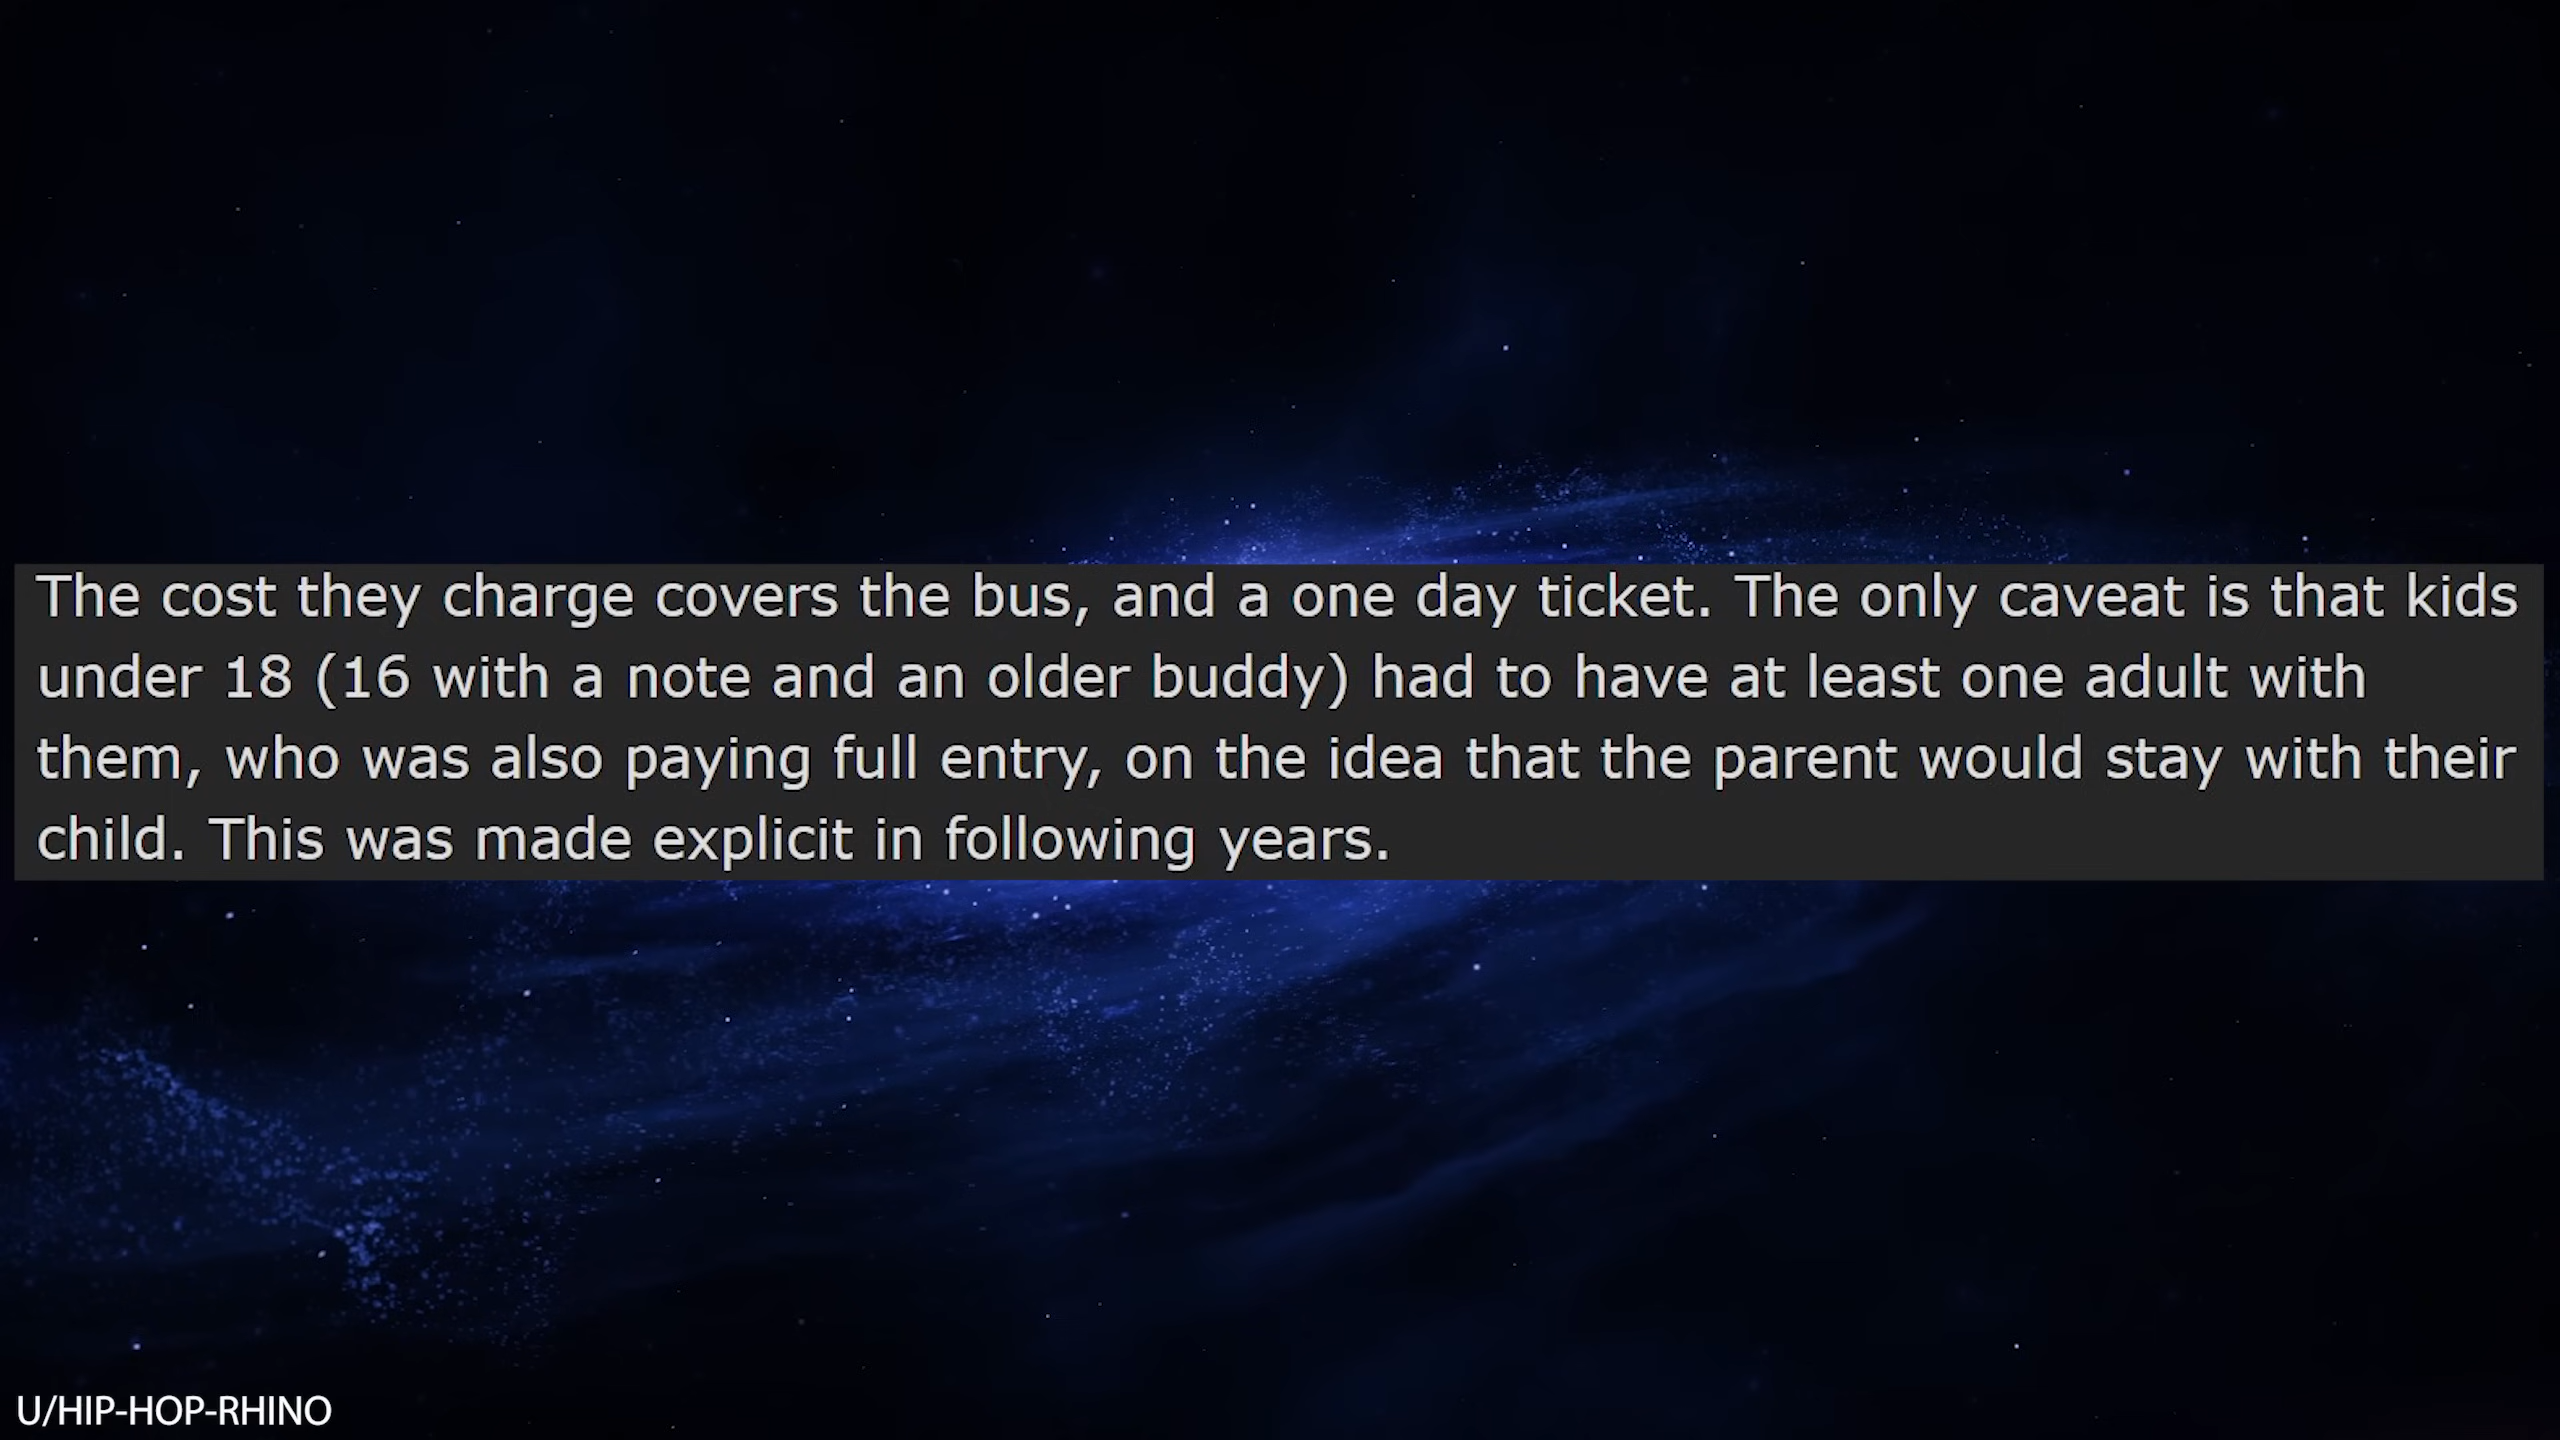 The cost they charge covers the bus, and a one day ticket. The only caveat is that kids
under 18 (16 with a note and an older buddy) had to have at least one adult with
them, who was also paying full entry, on the idea that the parent would stay with their
child. This was made explicit in following years.
U/HIP-HOP-RHINO